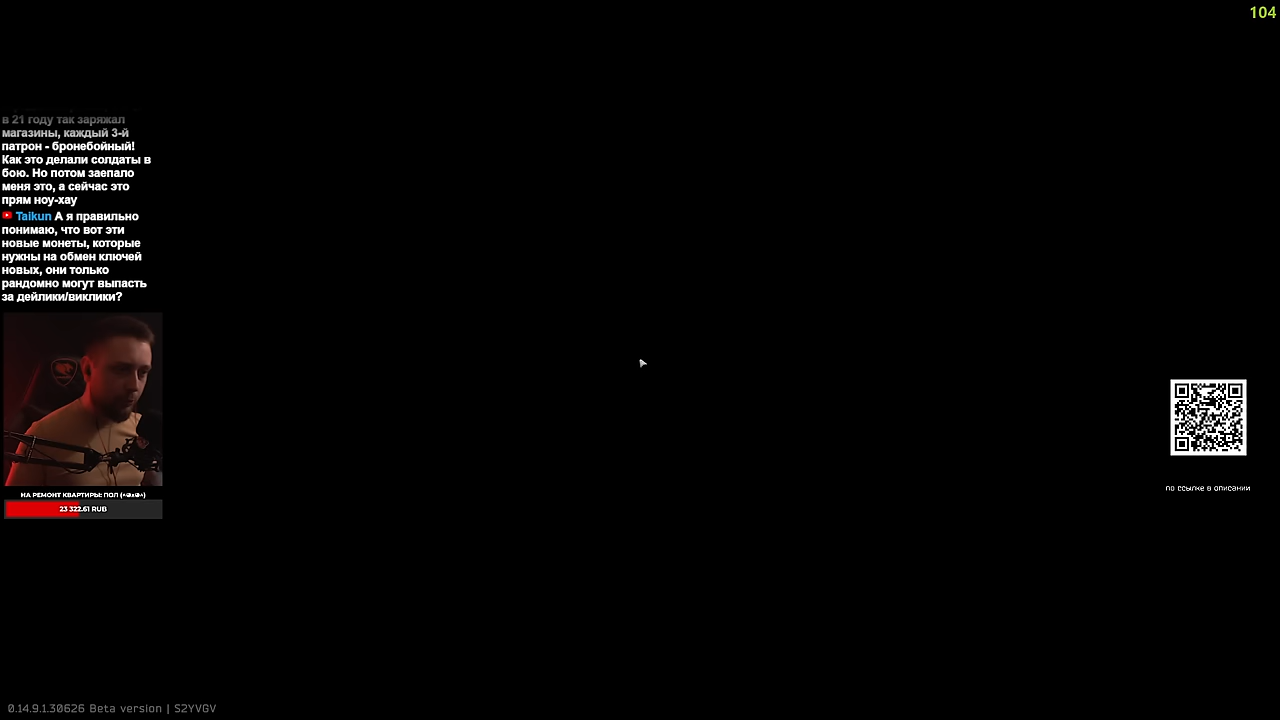 104
в 21 году так заряжал
магазины, каждый 3-й
патрон - бронебойный!
Как это делали солдаты в
бою. Но потом заепало
меня это, а сейчас это
прям ноу-хау
Taikun А я правильно
понимаю, что вот эти
новые монеты, которые
нужны на обмен ключей
новых, они только
рандомно могут выпасть
за дейлики/виклики?
НА РЕМОНТ КВАРТИРЫ: ПОЛ
23 322.61 RUB
по ссылке в описании
0.14.9.1.30626 Beta version | S2YVGV